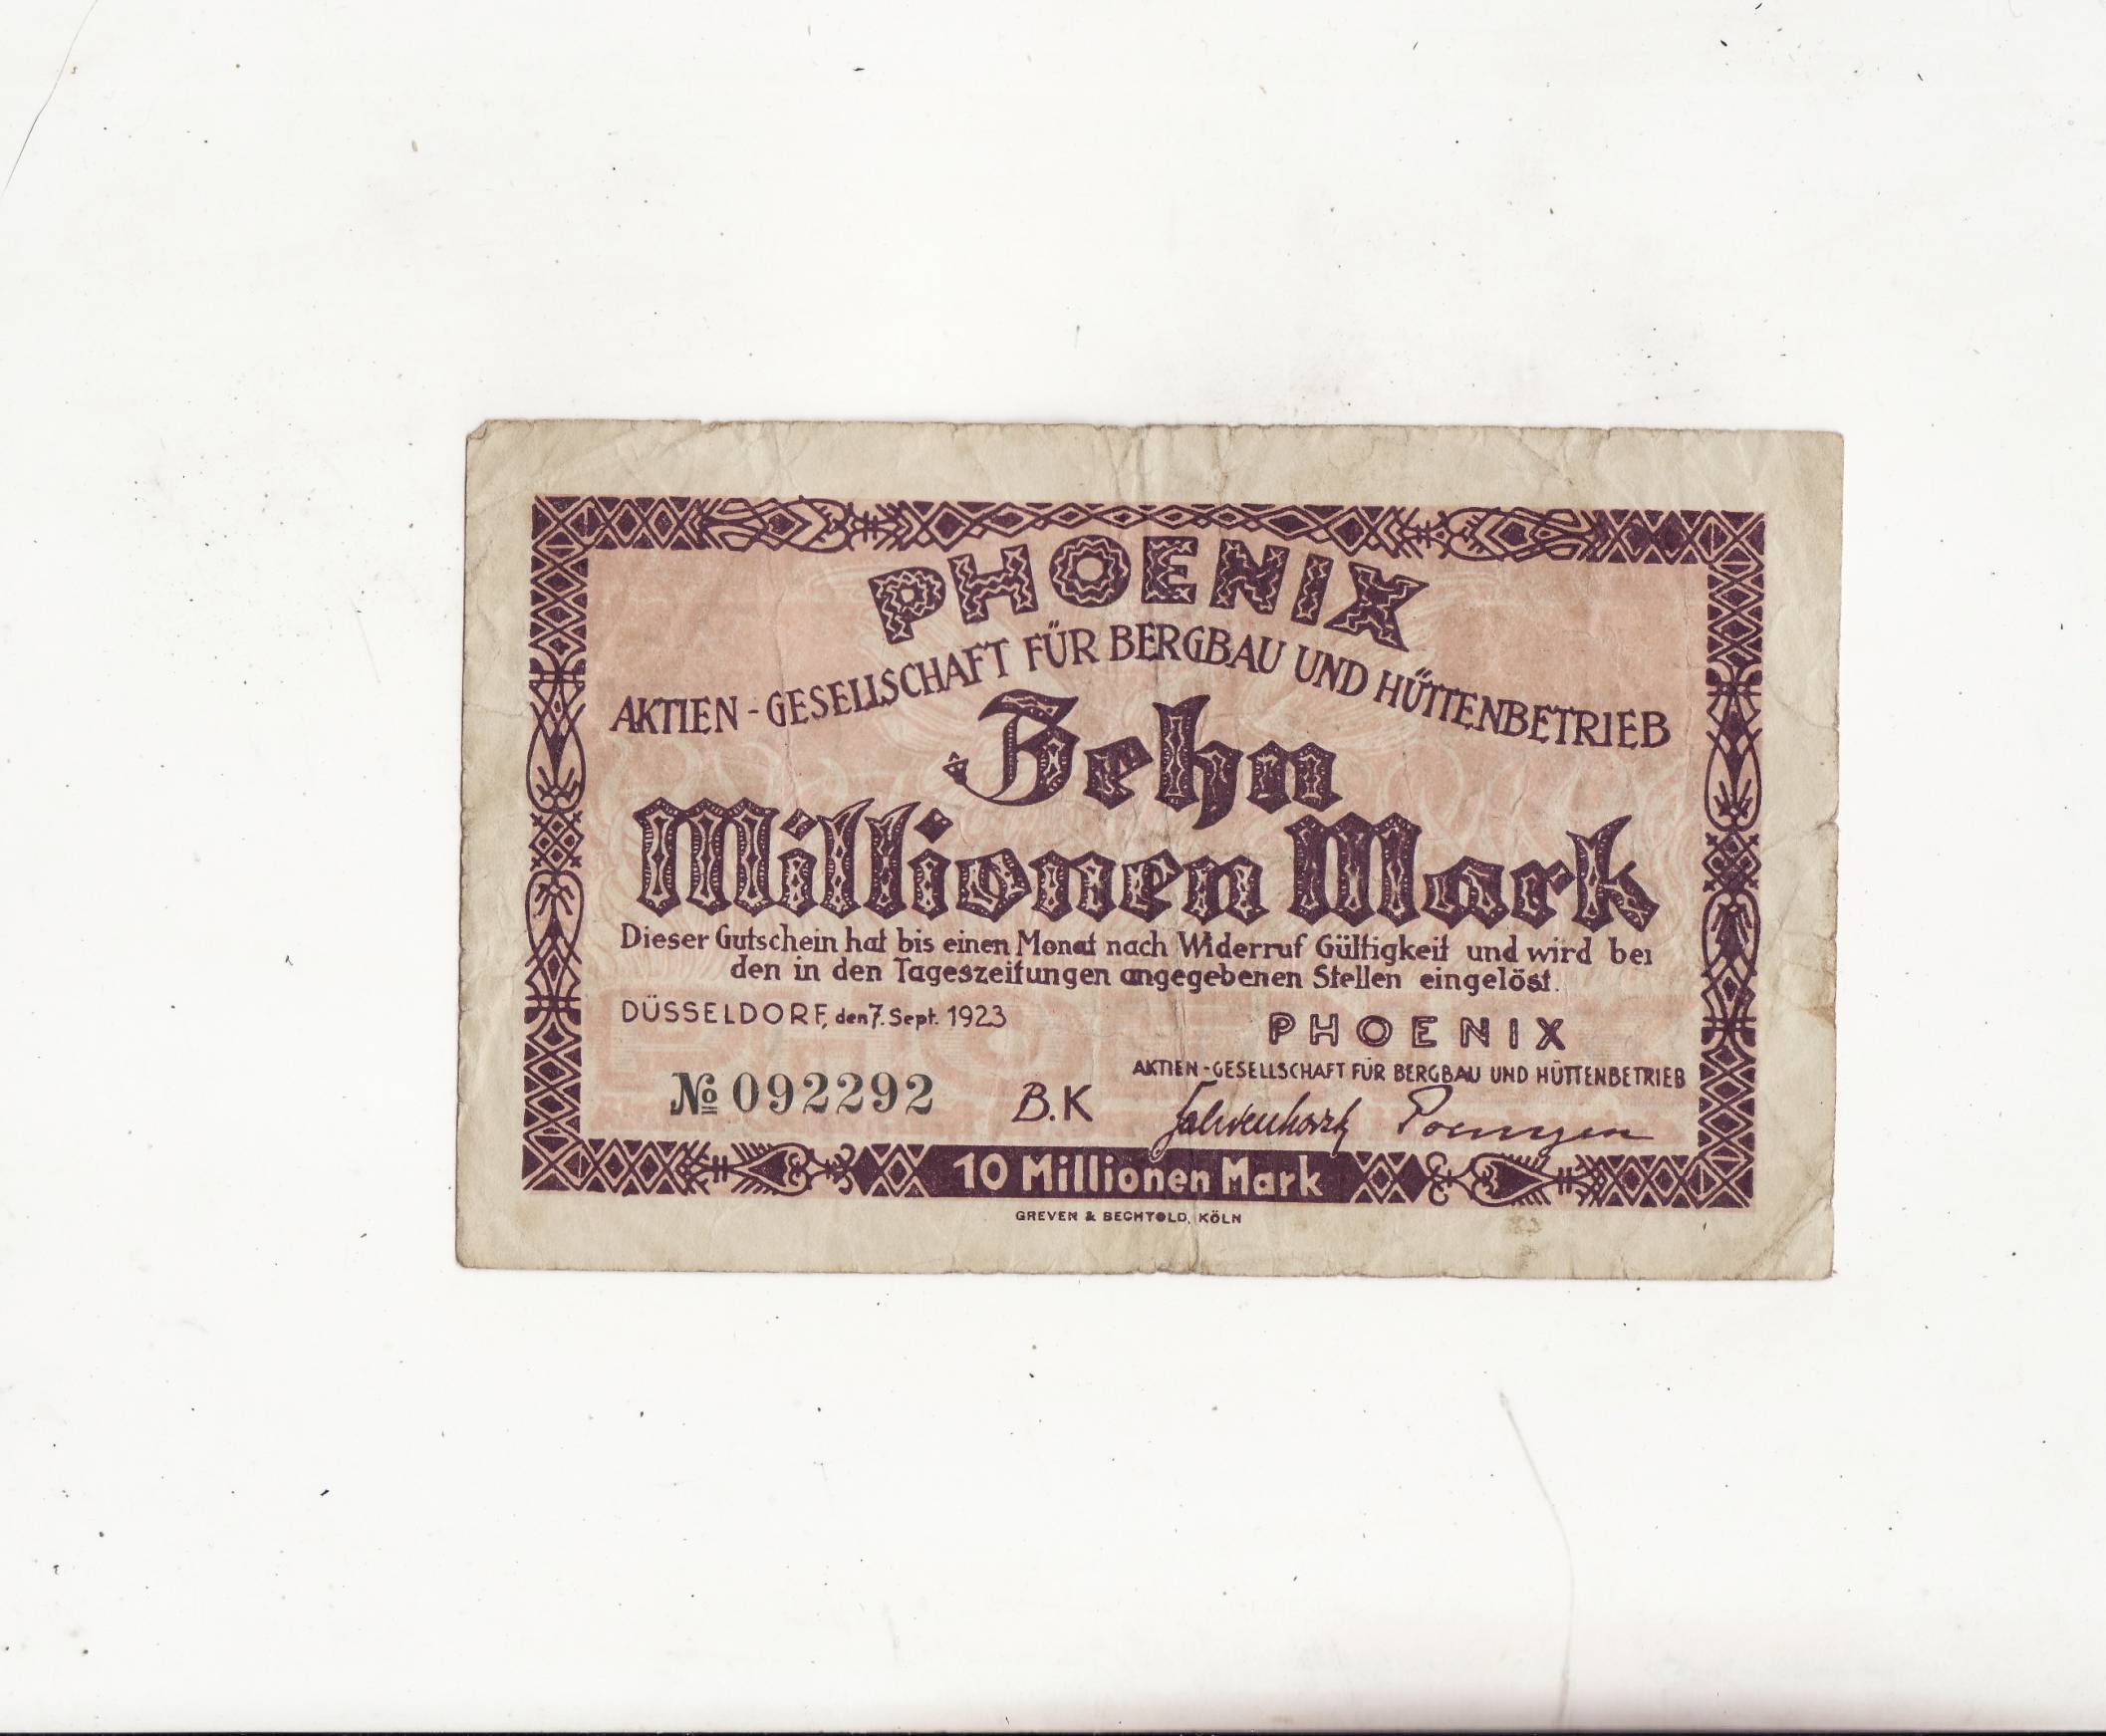 PHOENIX
AKTIEN-GESELLSCHAFT FÜR BERGBAU UND HÜTTENBETRIEB
Zehn
Millionen Mark
Dieser Gutschein hat bis einen Monat nach Widerruf Gültigkeit und wird bei
den in den Tageszeitungen angegebenen Stellen eingelöst.
DÜSSELDORF, den 7. Sept. 1923
PHOENIX
AKTIEN-GESELLSCHAFT FÜR BERGBAU UND HÜTTENBETRIEB
№ 092292 B.K
10 Millionen Mark
GREVEN & BECHTOLD, KÖLN